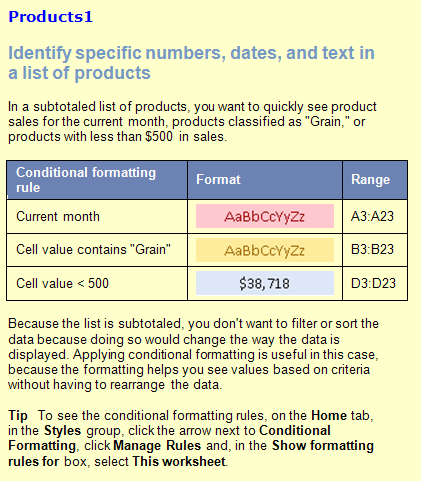 Products1
Identify specific numbers, dates, and text in
a list of products
In a subtotaled list of products, you want to quickly see product
sales for the current month, products classified as "Grain," or
products with less than $500 in sales.
Conditional formatting
rule
Format
Range
Current month
AaBbCcYyZz
A3:A23
Cell value contains "Grain"
AaBbCcYyZz
B3:B23
Cell value < 500
$38,718
D3:D23
Because the list is subtotaled, you don't want to filter or sort the
data because doing so would change the way the data is
displayed. Applying conditional formatting is useful in this case,
because the formatting helps you see values based on criteria
without having to rearrange the data.
Tip To see the conditional formatting rules, on the Home tab,
in the Styles group, click the arrow next to Conditional
Formatting, click Manage Rules and, in the Show formatting
rules for box, select This worksheet.